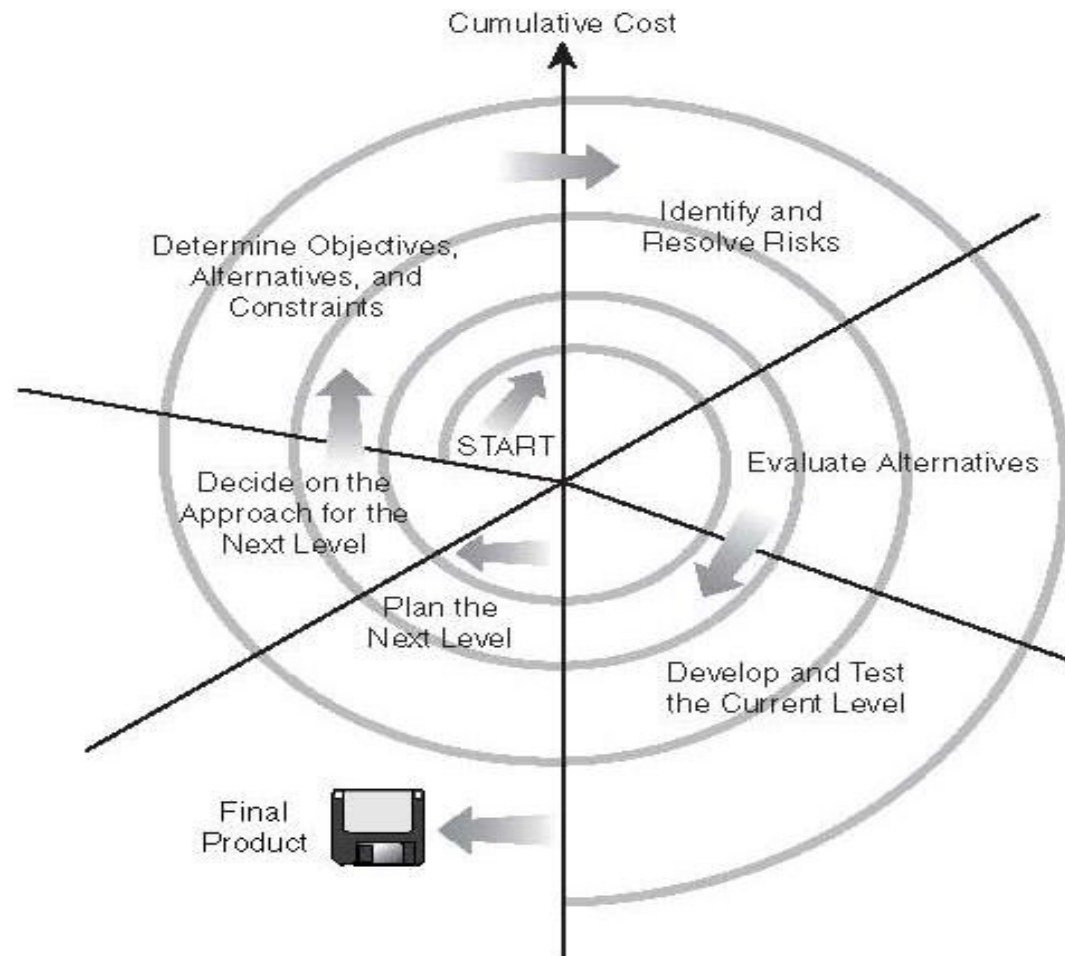 Cumulative Cost
Identify and
Resolve Risks
Determine Objectives,
Alternatives, and
Constraints
START
Evaluate Alternatives
Decide on the
Approach for the
Next Level
Plan the
Next Level
Develop and Test
the Current Level
Final
Product